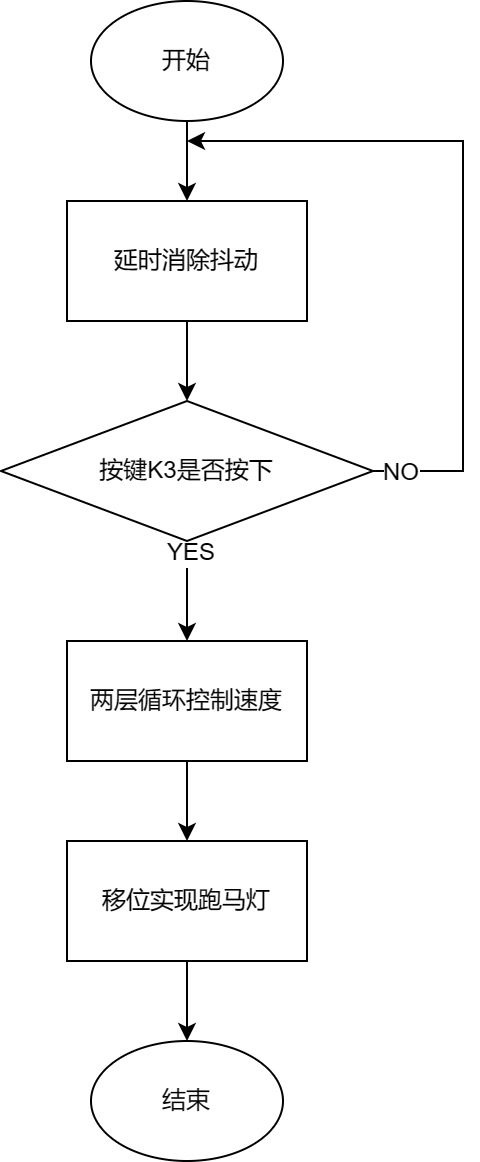 开始
延时消除抖动
按键K3是否按下
NO
YES
两层循环控制速度
移位实现跑马灯
结束